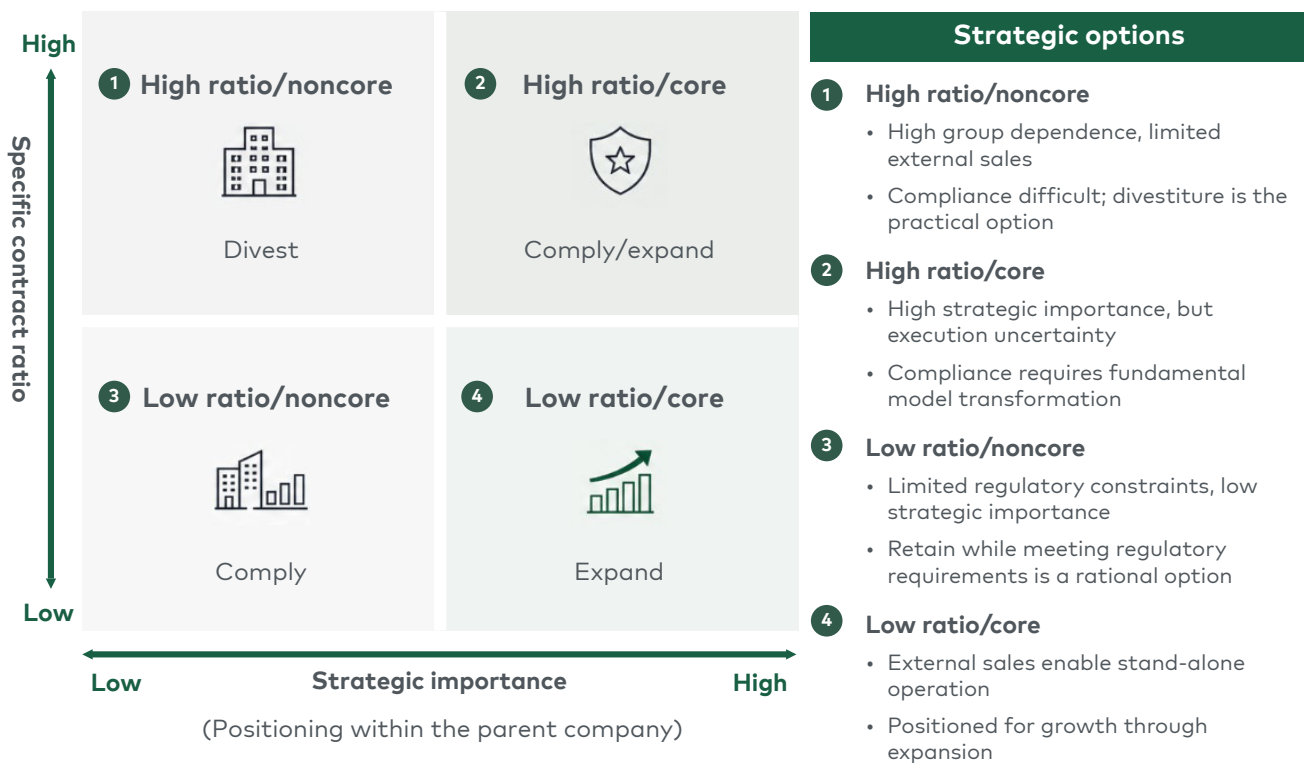 High
Specific contract ratio
Low
1 High ratio/noncore
Divest
2 High ratio/core
Comply/expand
3 Low ratio/noncore
Comply
4 Low ratio/core
Expand
Low
Strategic importance
High
(Positioning within the parent company)
Strategic options
1 High ratio/noncore
• High group dependence, limited
external sales
• Compliance difficult; divestiture is the
practical option
2 High ratio/core
• High strategic importance, but
execution uncertainty
• Compliance requires fundamental
model transformation
3 Low ratio/noncore
• Limited regulatory constraints, low
strategic importance
• Retain while meeting regulatory
requirements is a rational option
4 Low ratio/core
• External sales enable stand-alone
operation
• Positioned for growth through
expansion